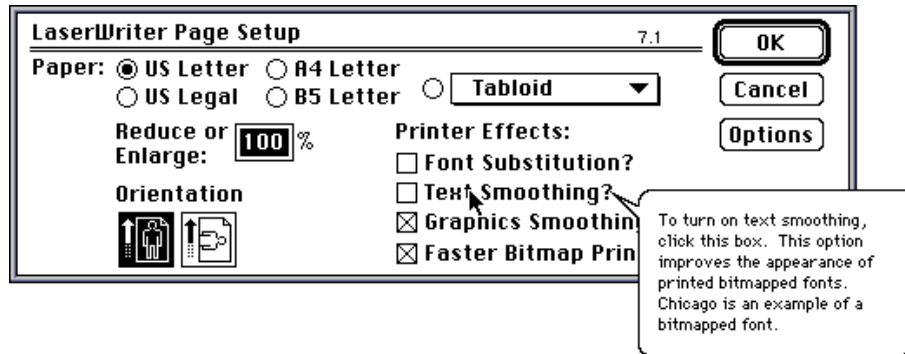 LaserWriter Page Setup 7.1 OK
Paper: US Letter A4 Letter Tabloid Cancel
US Legal B5 Letter
Reduce or Enlarge: 100 % Printer Effects: Options
Font Substitution?
Orientation Text Smoothing?
Graphics Smoothin
Faster Bitmap Prin
To turn on text smoothing,
click this box. This option
improves the appearance of
printed bitmapped fonts.
Chicago is an example of a
bitmapped font.